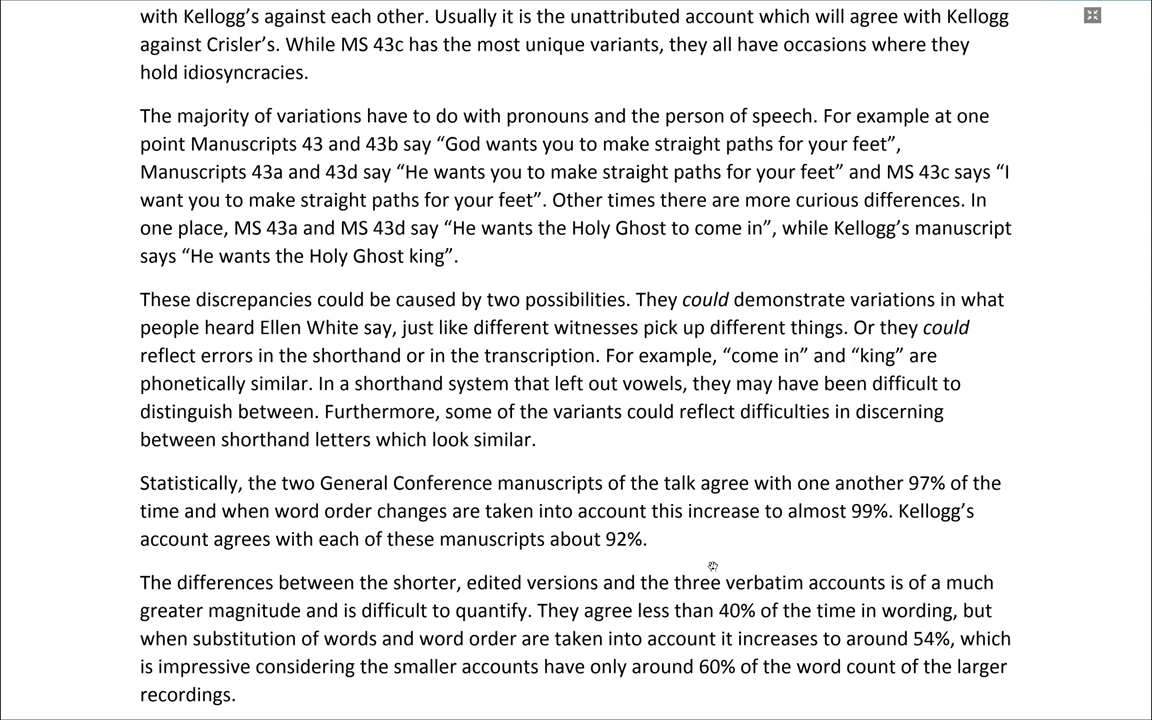 with Kellogg’s against each other. Usually it is the unattributed account which will agree with Kellogg
against Crisler’s. While MS 43c has the most unique variants, they all have occasions where they
hold idiosyncracies.
The majority of variations have to do with pronouns and the person of speech. For example at one
point Manuscripts 43 and 43b say “God wants you to make straight paths for your feet”,
Manuscripts 43a and 43d say “He wants you to make straight paths for your feet” and MS 43c says “I
want you to make straight paths for your feet”. Other times there are more curious differences. In
one place, MS 43a and MS 43d say “He wants the Holy Ghost to come in”, while Kellogg’s manuscript
says “He wants the Holy Ghost king”.
These discrepancies could be caused by two possibilities. They could demonstrate variations in what
people heard Ellen White say, just like different witnesses pick up different things. Or they could
reflect errors in the shorthand or in the transcription. For example, “come in” and “king” are
phonetically similar. In a shorthand system that left out vowels, they may have been difficult to
distinguish between. Furthermore, some of the variants could reflect difficulties in discerning
between shorthand letters which look similar.
Statistically, the two General Conference manuscripts of the talk agree with one another 97% of the
time and when word order changes are taken into account this increase to almost 99%. Kellogg’s
account agrees with each of these manuscripts about 92%.
The differences between the shorter, edited versions and the three verbatim accounts is of a much
greater magnitude and is difficult to quantify. They agree less than 40% of the time in wording, but
when substitution of words and word order are taken into account it increases to around 54%, which
is impressive considering the smaller accounts have only around 60% of the word count of the larger
recordings.